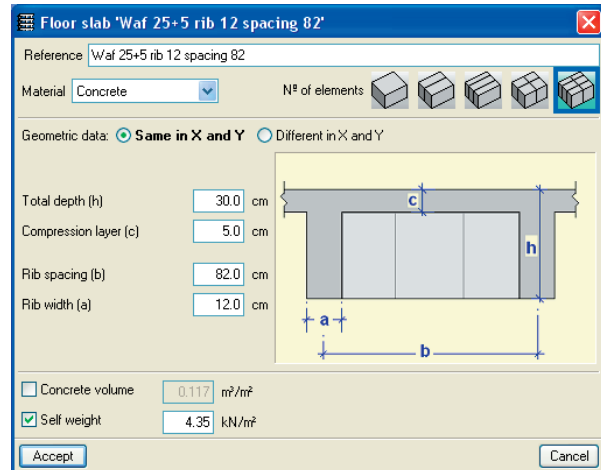 Floor slab 'Waf 25+5 rib 12 spacing 82'
Reference Waf 25+5 rib 12 spacing 82
Material Concrete Nº of elements
Geometric data: Same in X and Y Different in X and Y
Total depth (h) 30.0 cm
Compression layer (c) 5.0 cm
Rib spacing (b) 82.0 cm
Rib width (a) 12.0 cm
c
h
a
b
Concrete volume 0.117 m³/m²
Self weight 4.35 kN/m²
Accept Cancel